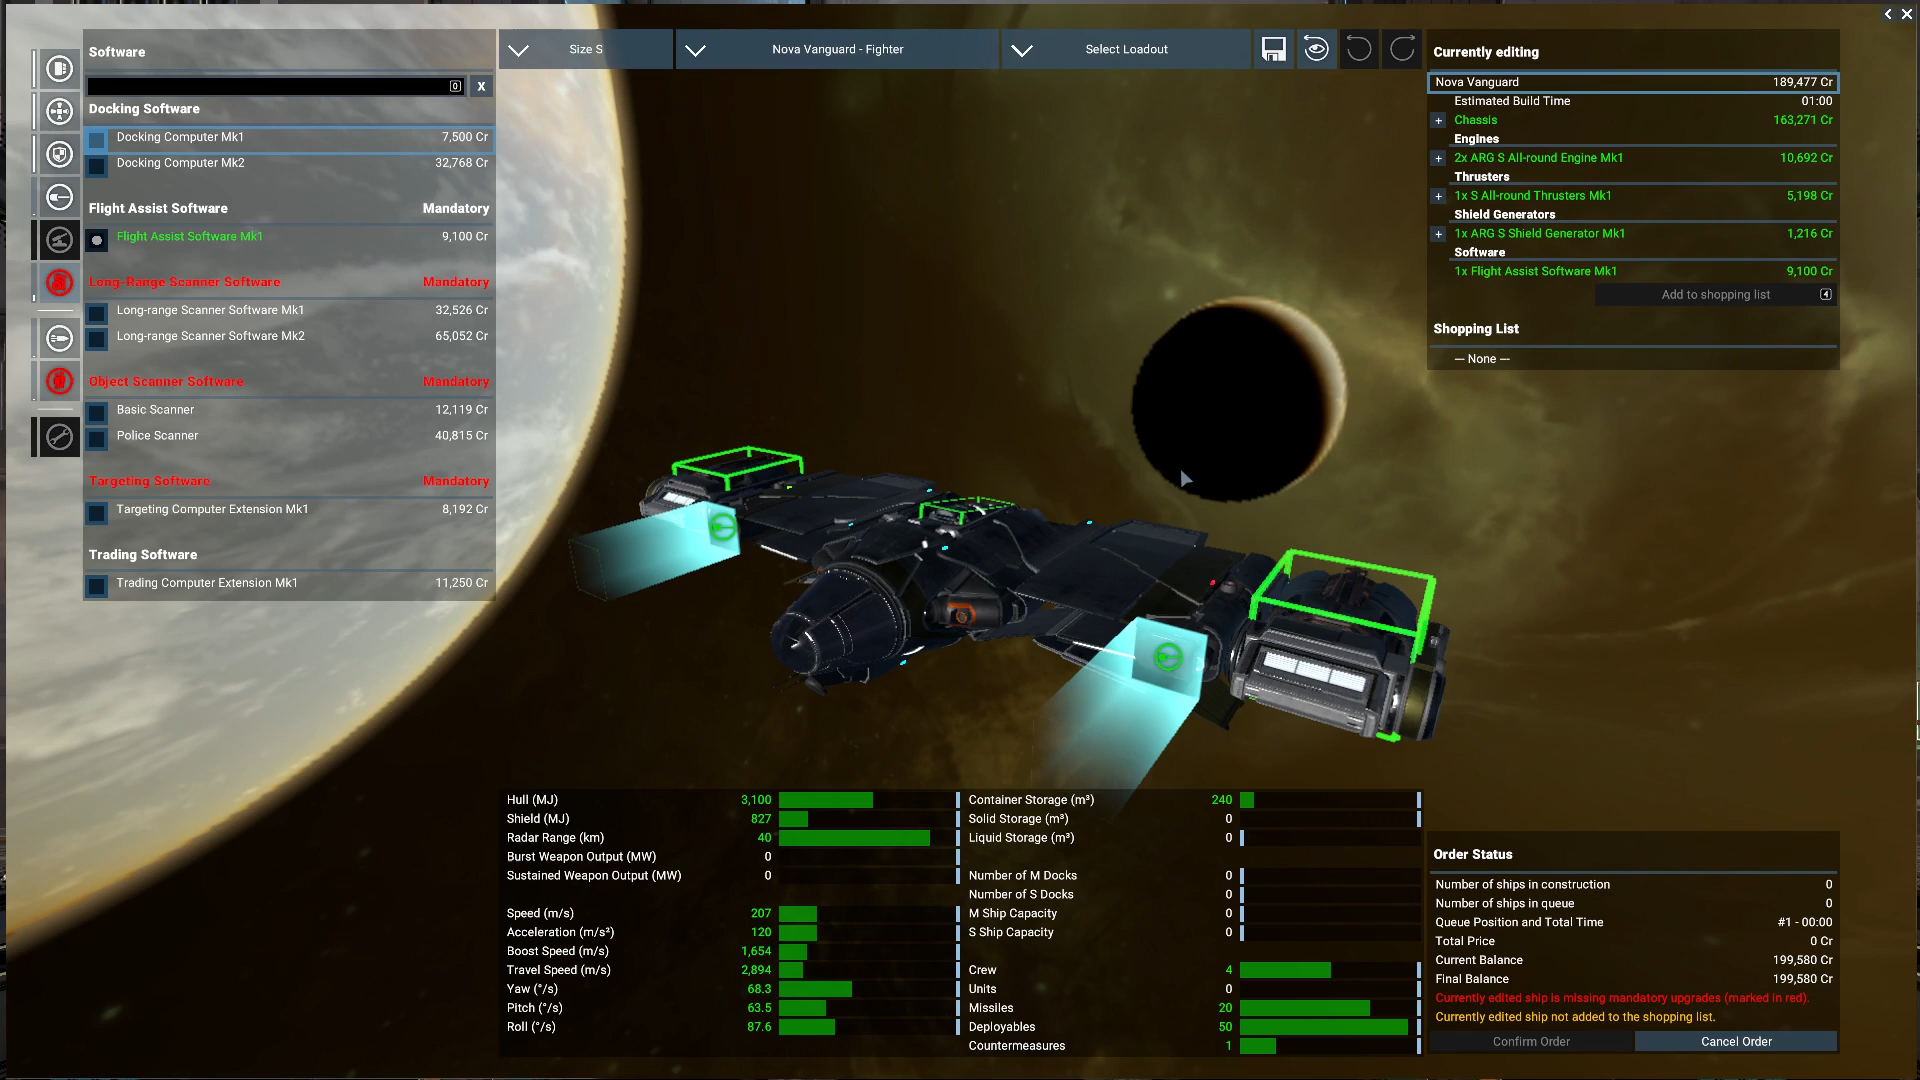 Software
0
X
Docking Software
Docking Computer Mk1 7,500 Cr
Docking Computer Mk2 32,768 Cr
Flight Assist Software Mandatory
Flight Assist Software Mk1 9,100 Cr
Long-Range Scanner Software Mandatory
Long-range Scanner Software Mk1 32,526 Cr
Long-range Scanner Software Mk2 65,052 Cr
Object Scanner Software Mandatory
Basic Scanner 12,119 Cr
Police Scanner 40,815 Cr
Targeting Software Mandatory
Targeting Computer Extension Mk1 8,192 Cr
Trading Software
Trading Computer Extension Mk1 11,250 Cr
Size S
Nova Vanguard - Fighter
Select Loadout
Currently editing
Nova Vanguard 189,477 Cr
Estimated Build Time 01:00
+ Chassis 163,271 Cr
Engines
+ 2x ARG S All-round Engine Mk1 10,692 Cr
Thrusters
+ 1x S All-round Thrusters Mk1 5,198 Cr
Shield Generators
+ 1x ARG S Shield Generator Mk1 1,216 Cr
Software
1x Flight Assist Software Mk1 9,100 Cr
Add to shopping list 4
Shopping List
--- None ---
Hull (MJ) 3,100
Shield (MJ) 827
Radar Range (km) 40
Burst Weapon Output (MW) 0
Sustained Weapon Output (MW) 0
Speed (m/s) 207
Acceleration (m/s²) 120
Boost Speed (m/s) 1,654
Travel Speed (m/s) 2,894
Yaw (°/s) 68.3
Pitch (°/s) 63.5
Roll (°/s) 87.6
Container Storage (m³) 240
Solid Storage (m³) 0
Liquid Storage (m³) 0
Number of M Docks 0
Number of S Docks 0
M Ship Capacity 0
S Ship Capacity 0
Crew 4
Units 0
Missiles 20
Deployables 50
Countermeasures 1
Order Status
Number of ships in construction 0
Number of ships in queue 0
Queue Position and Total Time #1 - 00:00
Total Price 0 Cr
Current Balance 199,580 Cr
Final Balance 199,580 Cr
Currently edited ship is missing mandatory upgrades (marked in red).
Currently edited ship not added to the shopping list.
Confirm Order
Cancel Order